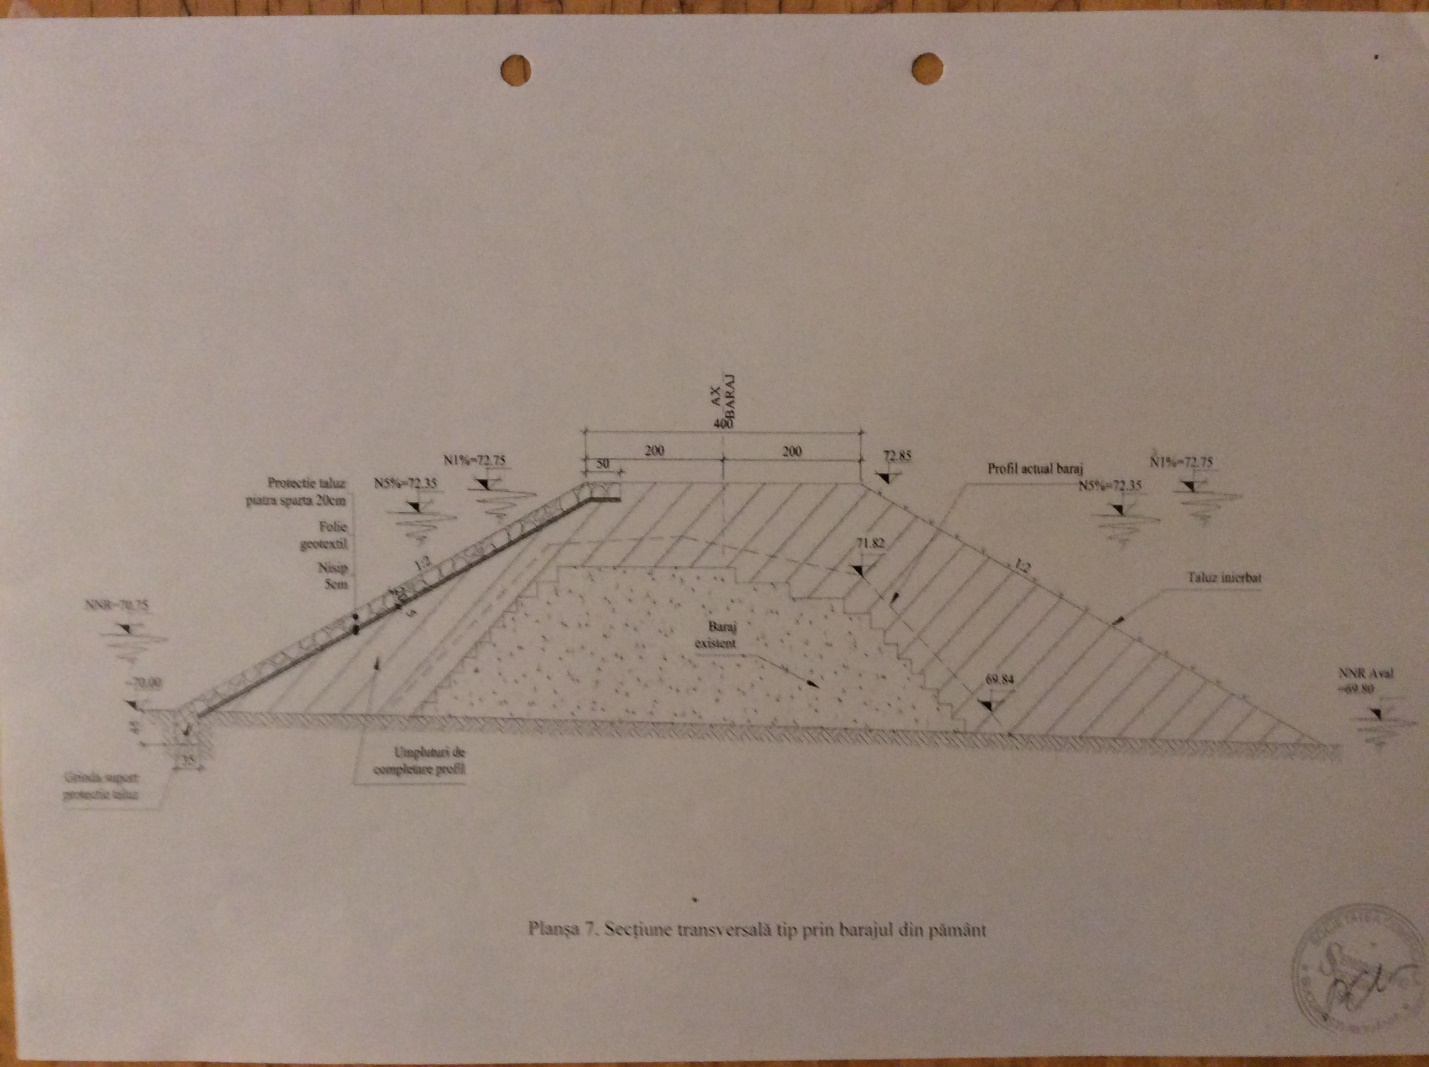 AX
BARAJ
400
200
200
50
N1%=72.75
N5%=72.35
72.85
Profil actual baraj
N1%=72.75
N5%=72.35
Protectie taluz
piatra sparta 20cm
Folie
geotextil
Nisip
5cm
1:2
71.82
1:2
Taluz inierbat
NNR=70.75
Baraj
existent
69.84
NNR Aval
=69.80
=70.00
35
Umpluturi de
completare profil
Grinda suport
protectie taluz
Planșa 7. Secțiune transversală tip prin barajul din pământ